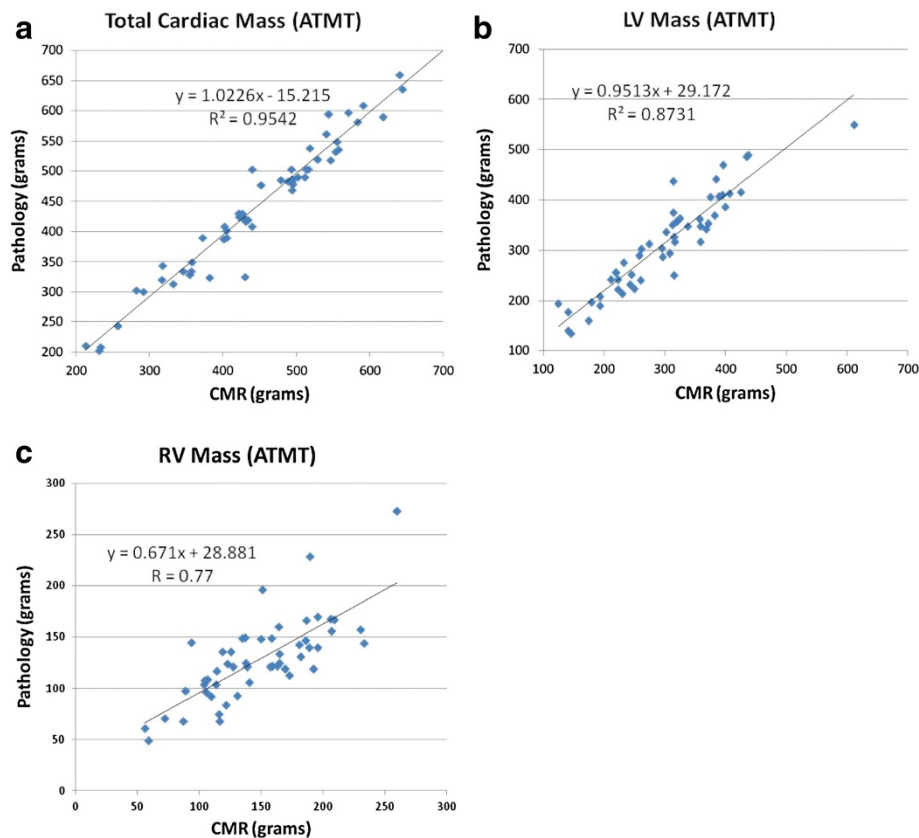 a
Total Cardiac Mass (ATMT)
700
650
600
550
500
450
400
350
300
250
200
y = 1.0226x - 15.215
R² = 0.9542
Pathology (grams)
200 300 400 500 600 700
CMR (grams)
b
LV Mass (ATMT)
700
600
500
400
300
200
100
y = 0.9513x + 29.172
R² = 0.8731
Pathology (grams)
100 200 300 400 500 600 700
CMR (grams)
c
RV Mass (ATMT)
300
250
200
150
100
50
0
y = 0.671x + 28.881
R = 0.77
Pathology (grams)
0 50 100 150 200 250 300
CMR (grams)